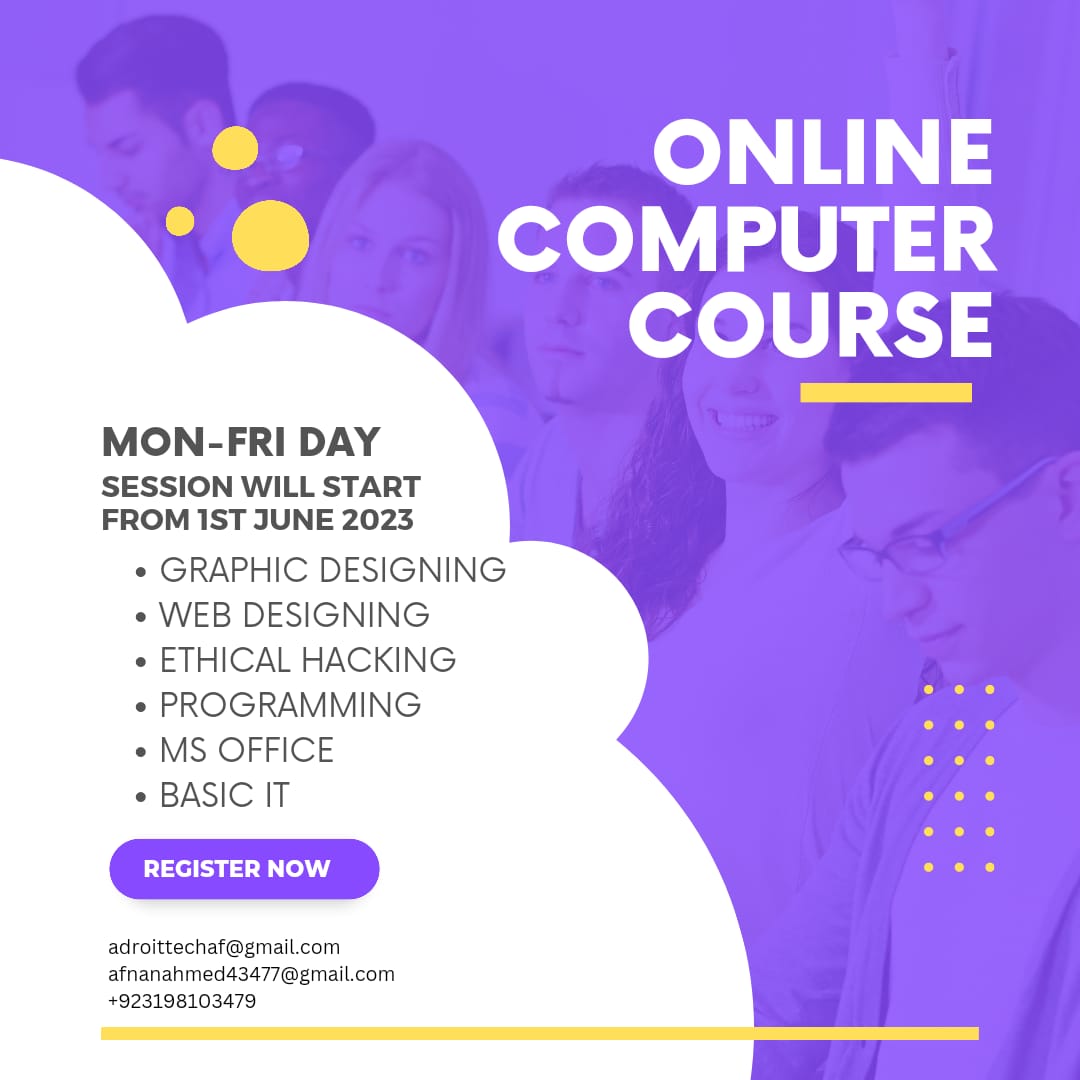 ONLINE
COMPUTER
COURSE
MON-FRI DAY
SESSION WILL START
FROM 1ST JUNE 2023
• GRAPHIC DESIGNING
• WEB DESIGNING
• ETHICAL HACKING
• PROGRAMMING
• MS OFFICE
• BASIC IT
REGISTER NOW
adroittechaf@gmail.com
afnanahmed43477@gmail.com
+923198103479